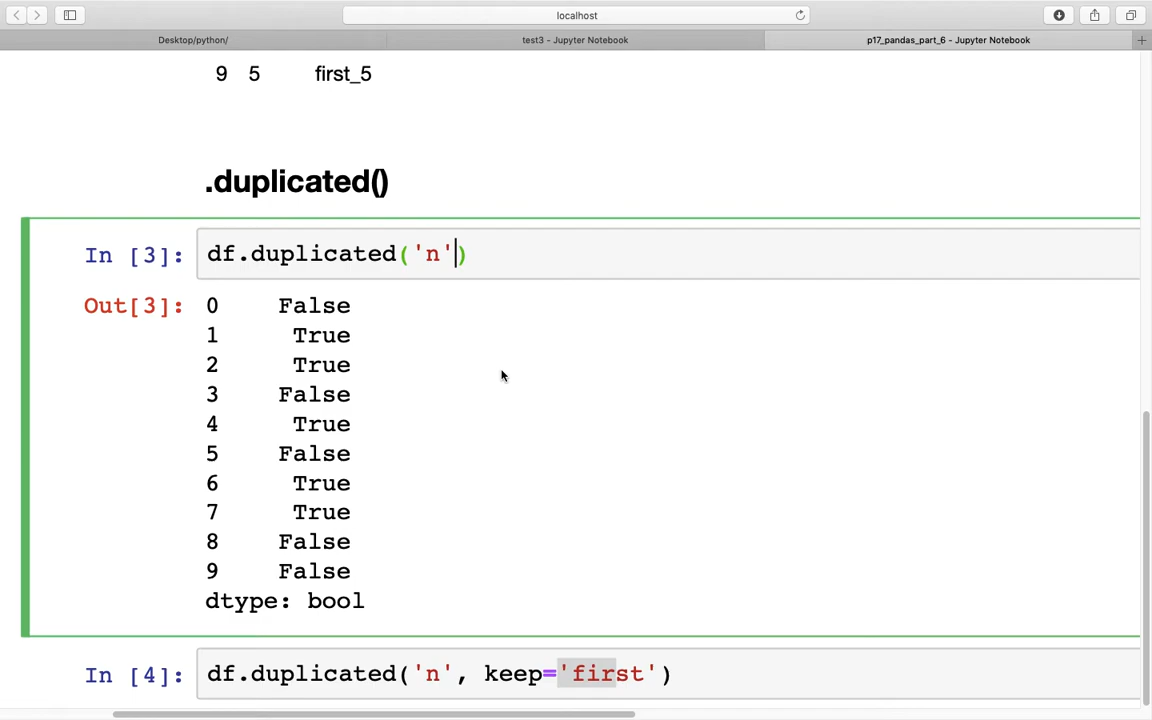 localhost
Desktop/python/ test3 - Jupyter Notebook p17_pandas_part_6 - Jupyter Notebook +
9 5 first_5
.duplicated()
In [3]: df.duplicated('n')
Out[3]: 0 False
1 True
2 True
3 False
4 True
5 False
6 True
7 True
8 False
9 False
dtype: bool
In [4]: df.duplicated('n', keep='first')